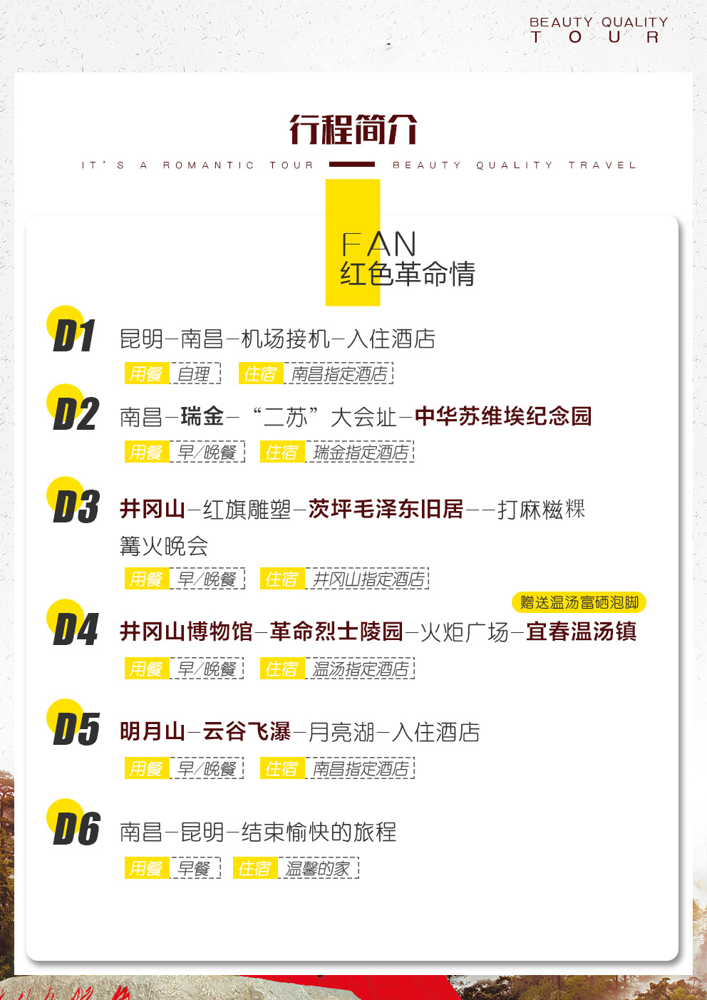 BEAUTY QUALITY
TOUR
行程简介
IT'S A ROMANTIC TOUR — BEAUTY QUALITY TRAVEL
FAN
红色革命情
D1 昆明–南昌–机场接机–入住酒店
用餐 自理 住宿 南昌指定酒店
D2 南昌–瑞金–“二苏”大会址–中华苏维埃纪念园
用餐 早/晚餐 住宿 瑞金指定酒店
D3 井冈山–红旗雕塑–茨坪毛泽东旧居––打麻糍粿
篝火晚会
用餐 早/晚餐 住宿 井冈山指定酒店
赠送温汤富硒泡脚
D4 井冈山博物馆–革命烈士陵园–火炬广场–宜春温汤镇
用餐 早/晚餐 住宿 温汤指定酒店
D5 明月山–云谷飞瀑–月亮湖–入住酒店
用餐 早/晚餐 住宿 南昌指定酒店
D6 南昌–昆明–结束愉快的旅程
用餐 早餐 住宿 温馨的家